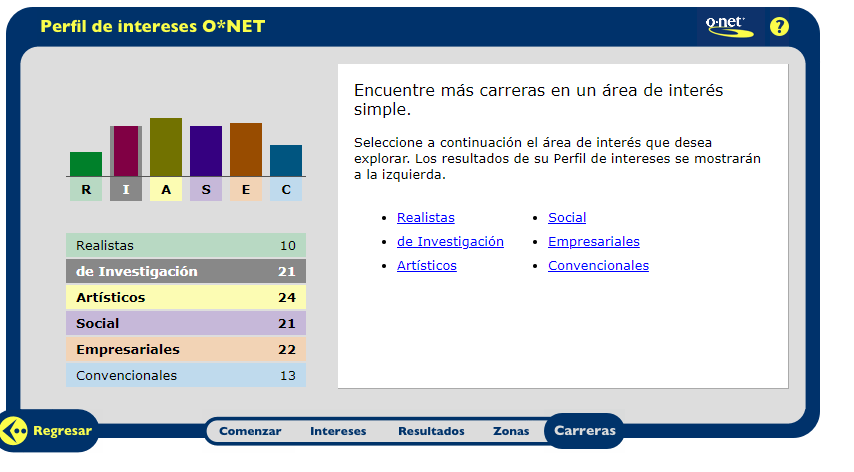 Perfil de intereses O*NET
o·net
?
R I A S E C
Realistas 10
de Investigación 21
Artísticos 24
Social 21
Empresariales 22
Convencionales 13
Encuentre más carreras en un área de interés
simple.
Seleccione a continuación el área de interés que desea
explorar. Los resultados de su Perfil de intereses se mostrarán
a la izquierda.
• Realistas
• de Investigación
• Artísticos
• Social
• Empresariales
• Convencionales
Regresar
Comenzar Intereses Resultados Zonas Carreras